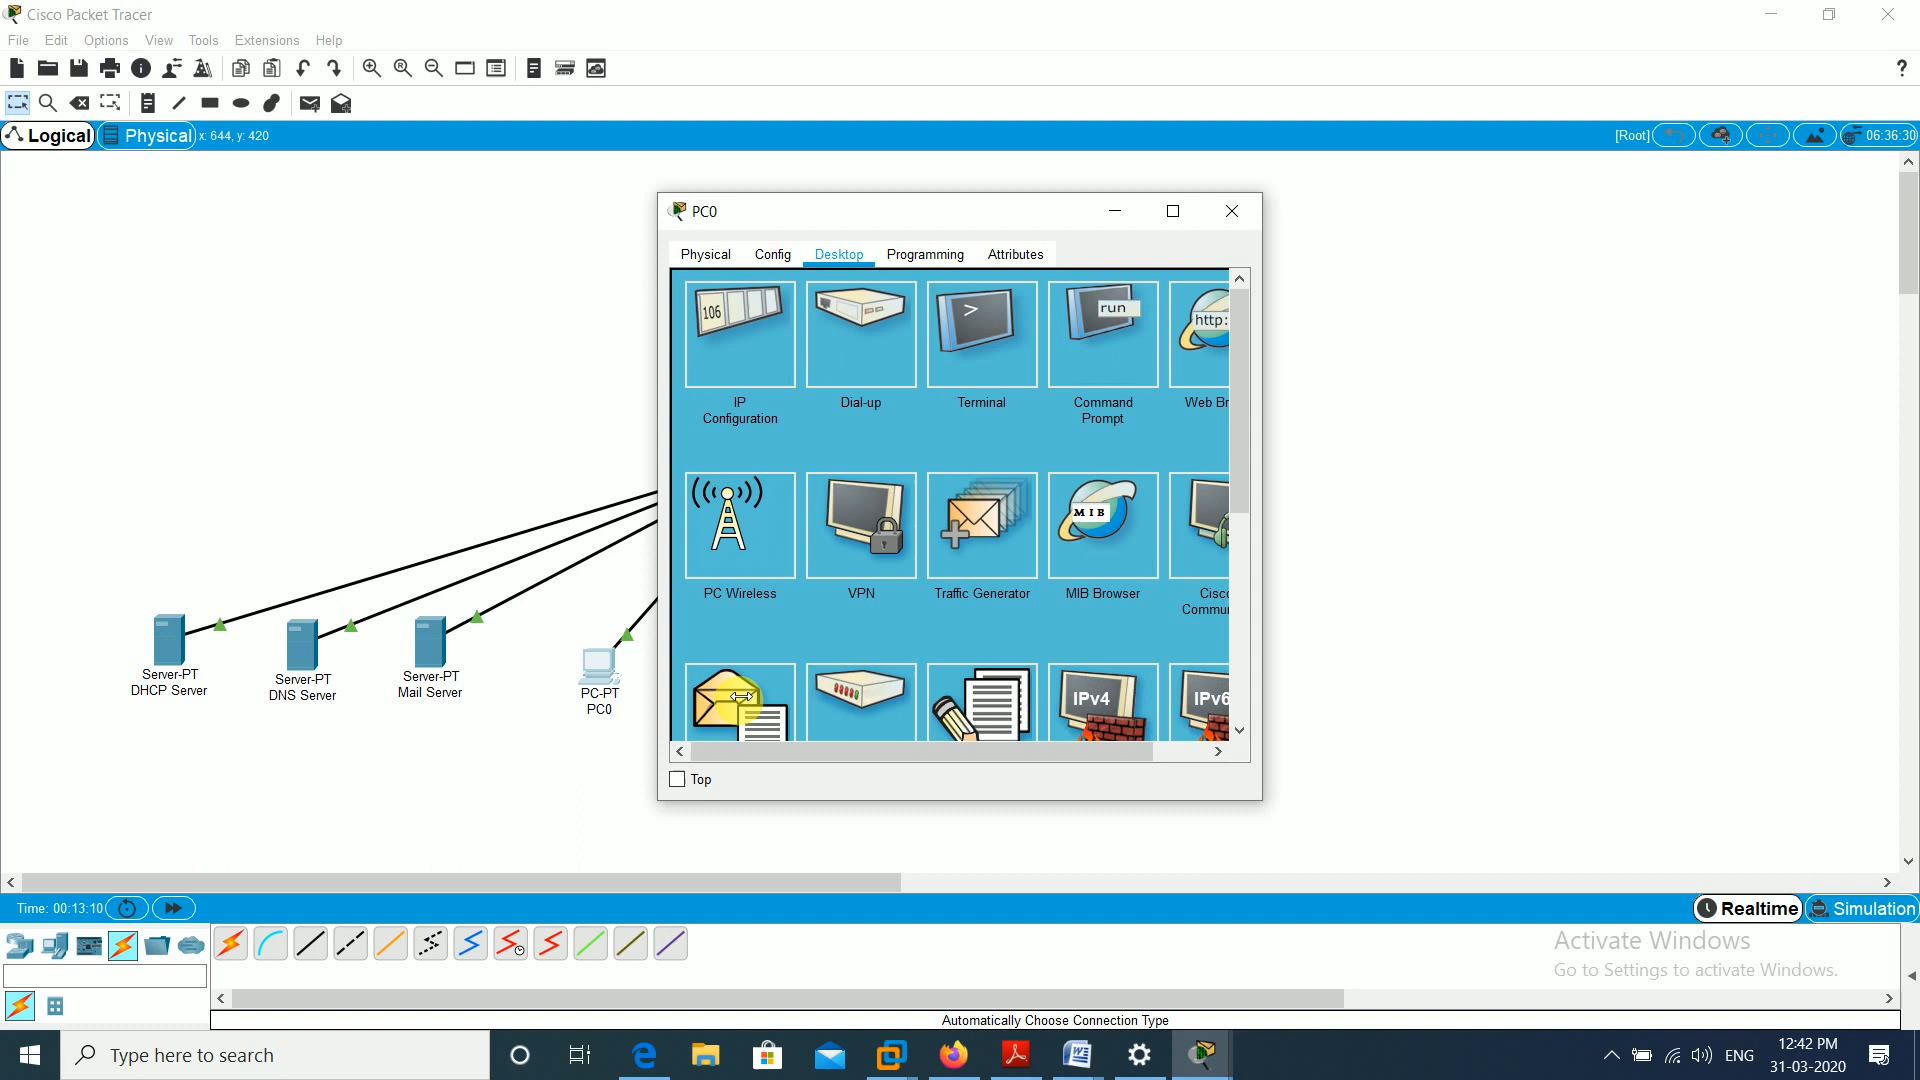 Cisco Packet Tracer
File Edit Options View Tools Extensions Help
?
Logical Physical x: 644, y: 420 [Root] 06:36:30
PC0
Physical Config Desktop Programming Attributes
106 > run http:
IP Configuration
Dial-up
Terminal
Command Prompt
Web Br
MIB
PC Wireless
VPN
Traffic Generator
MIB Browser
Cisc
Commu
IPv4 IPv6
Top
Server-PT
DHCP Server
Server-PT
DNS Server
Server-PT
Mail Server
PC-PT
PC0
Time: 00:13:10 Realtime Simulation
Activate Windows
Go to Settings to activate Windows.
Automatically Choose Connection Type
Type here to search
ENG
12:42 PM
31-03-2020